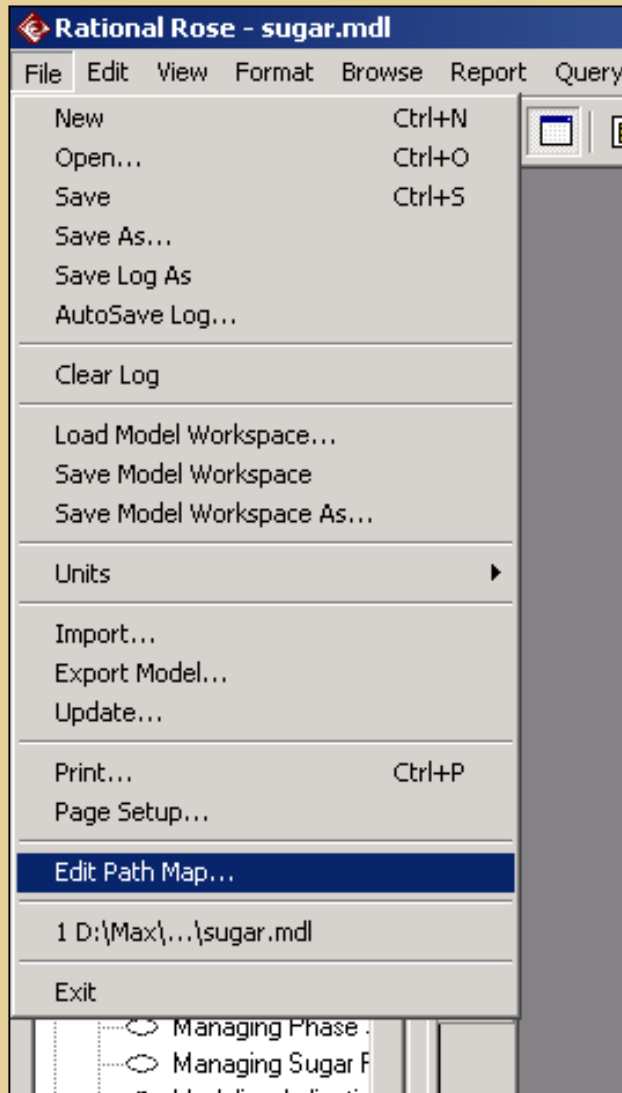 Rational Rose - sugar.mdl
File Edit View Format Browse Report Query
New Ctrl+N
Open... Ctrl+O
Save Ctrl+S
Save As...
Save Log As
AutoSave Log...
Clear Log
Load Model Workspace...
Save Model Workspace
Save Model Workspace As...
Units
Import...
Export Model...
Update...
Print... Ctrl+P
Page Setup...
Edit Path Map...
1 D:\Max\...\sugar.mdl
Exit
Managing Phase
Managing Sugar